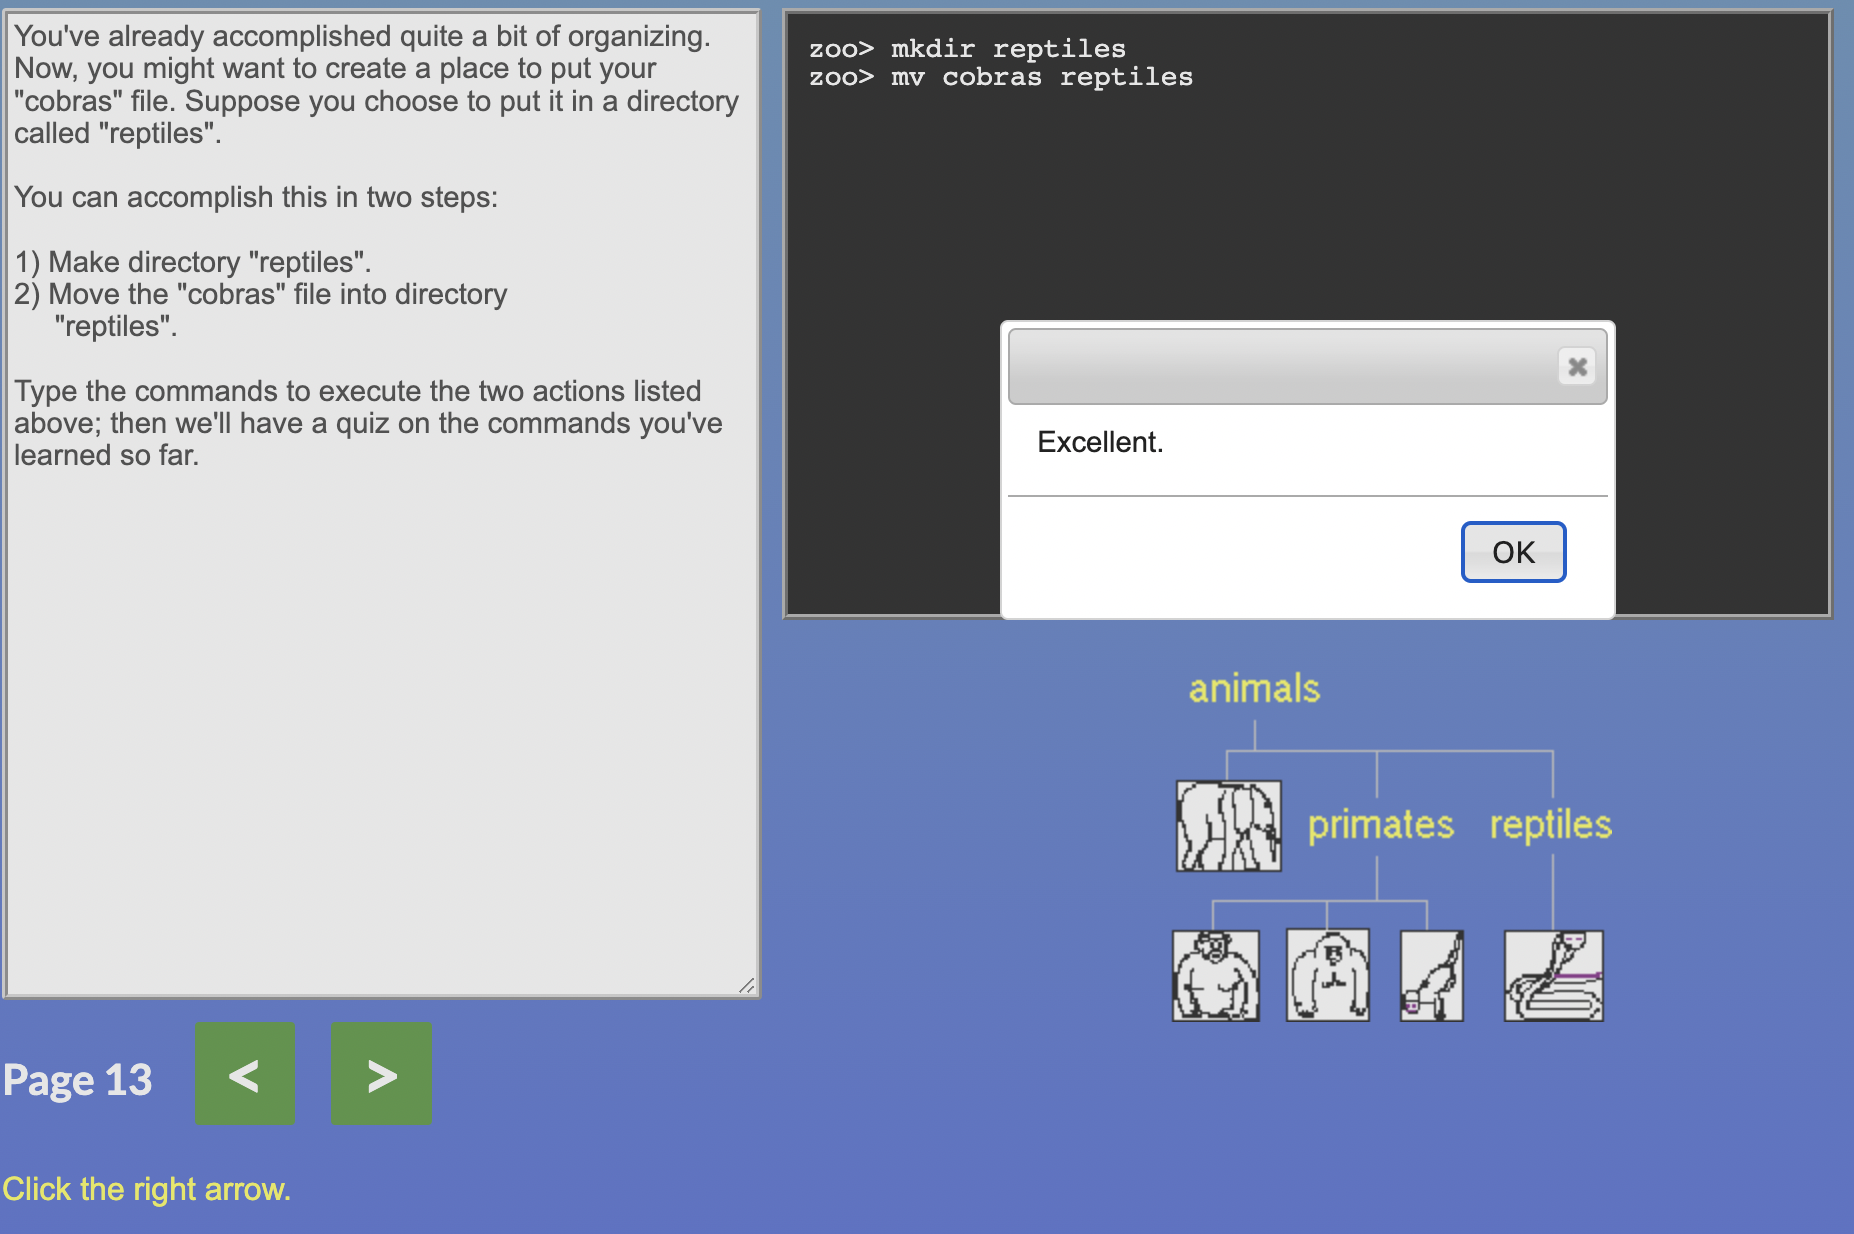 You've already accomplished quite a bit of organizing.
Now, you might want to create a place to put your
"cobras" file. Suppose you choose to put it in a directory
called "reptiles".
You can accomplish this in two steps:
1) Make directory "reptiles".
2) Move the "cobras" file into directory
"reptiles".
Type the commands to execute the two actions listed
above; then we'll have a quiz on the commands you've
learned so far.
Page 13
<
>
Click the right arrow.
zoo> mkdir reptiles
zoo> mv cobras reptiles
Excellent.
OK
animals
primates
reptiles